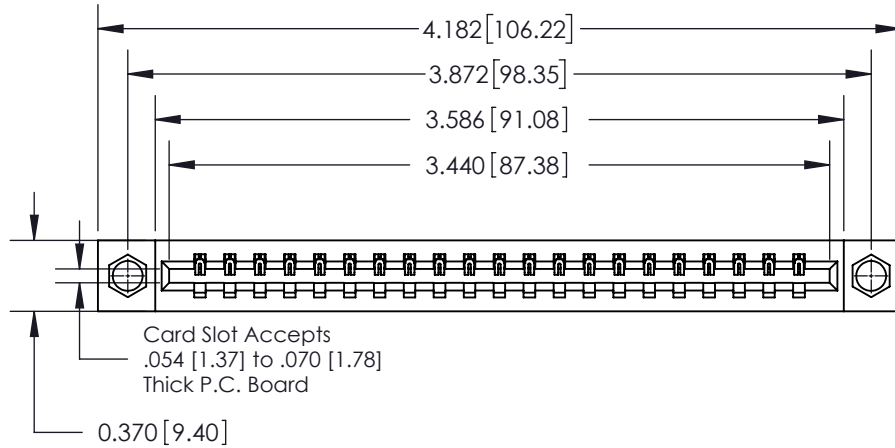 4.182[106.22]
3.872[98.35]
3.586[91.08]
3.440[87.38]
Card Slot Accepts
.054 [1.37] to .070 [1.78]
Thick P.C. Board
0.370[9.40]